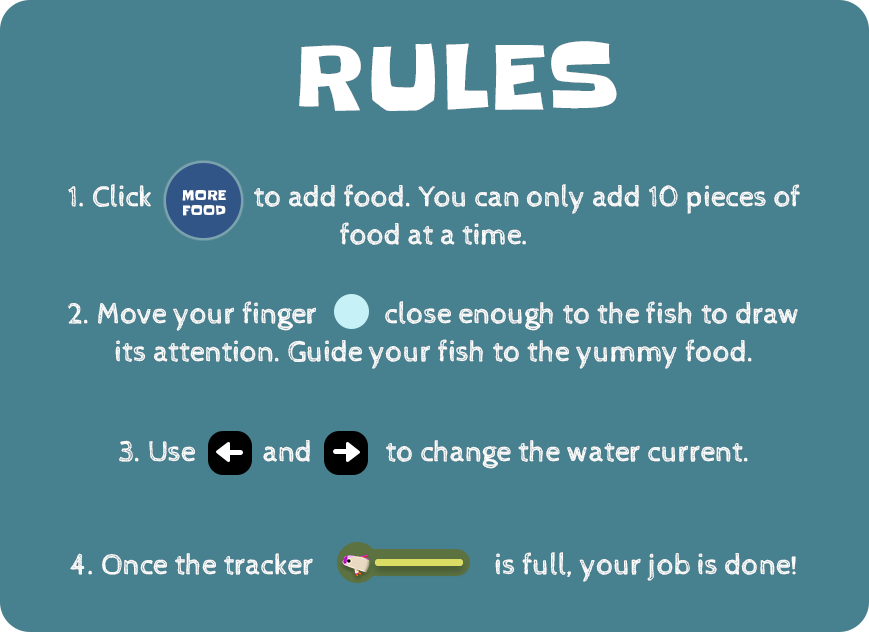 RULES
1. Click MORE FOOD to add food. You can only add 10 pieces of
food at a time.
2. Move your finger close enough to the fish to draw
its attention. Guide your fish to the yummy food.
3. Use ← and → to change the water current.
4. Once the tracker is full, your job is done!